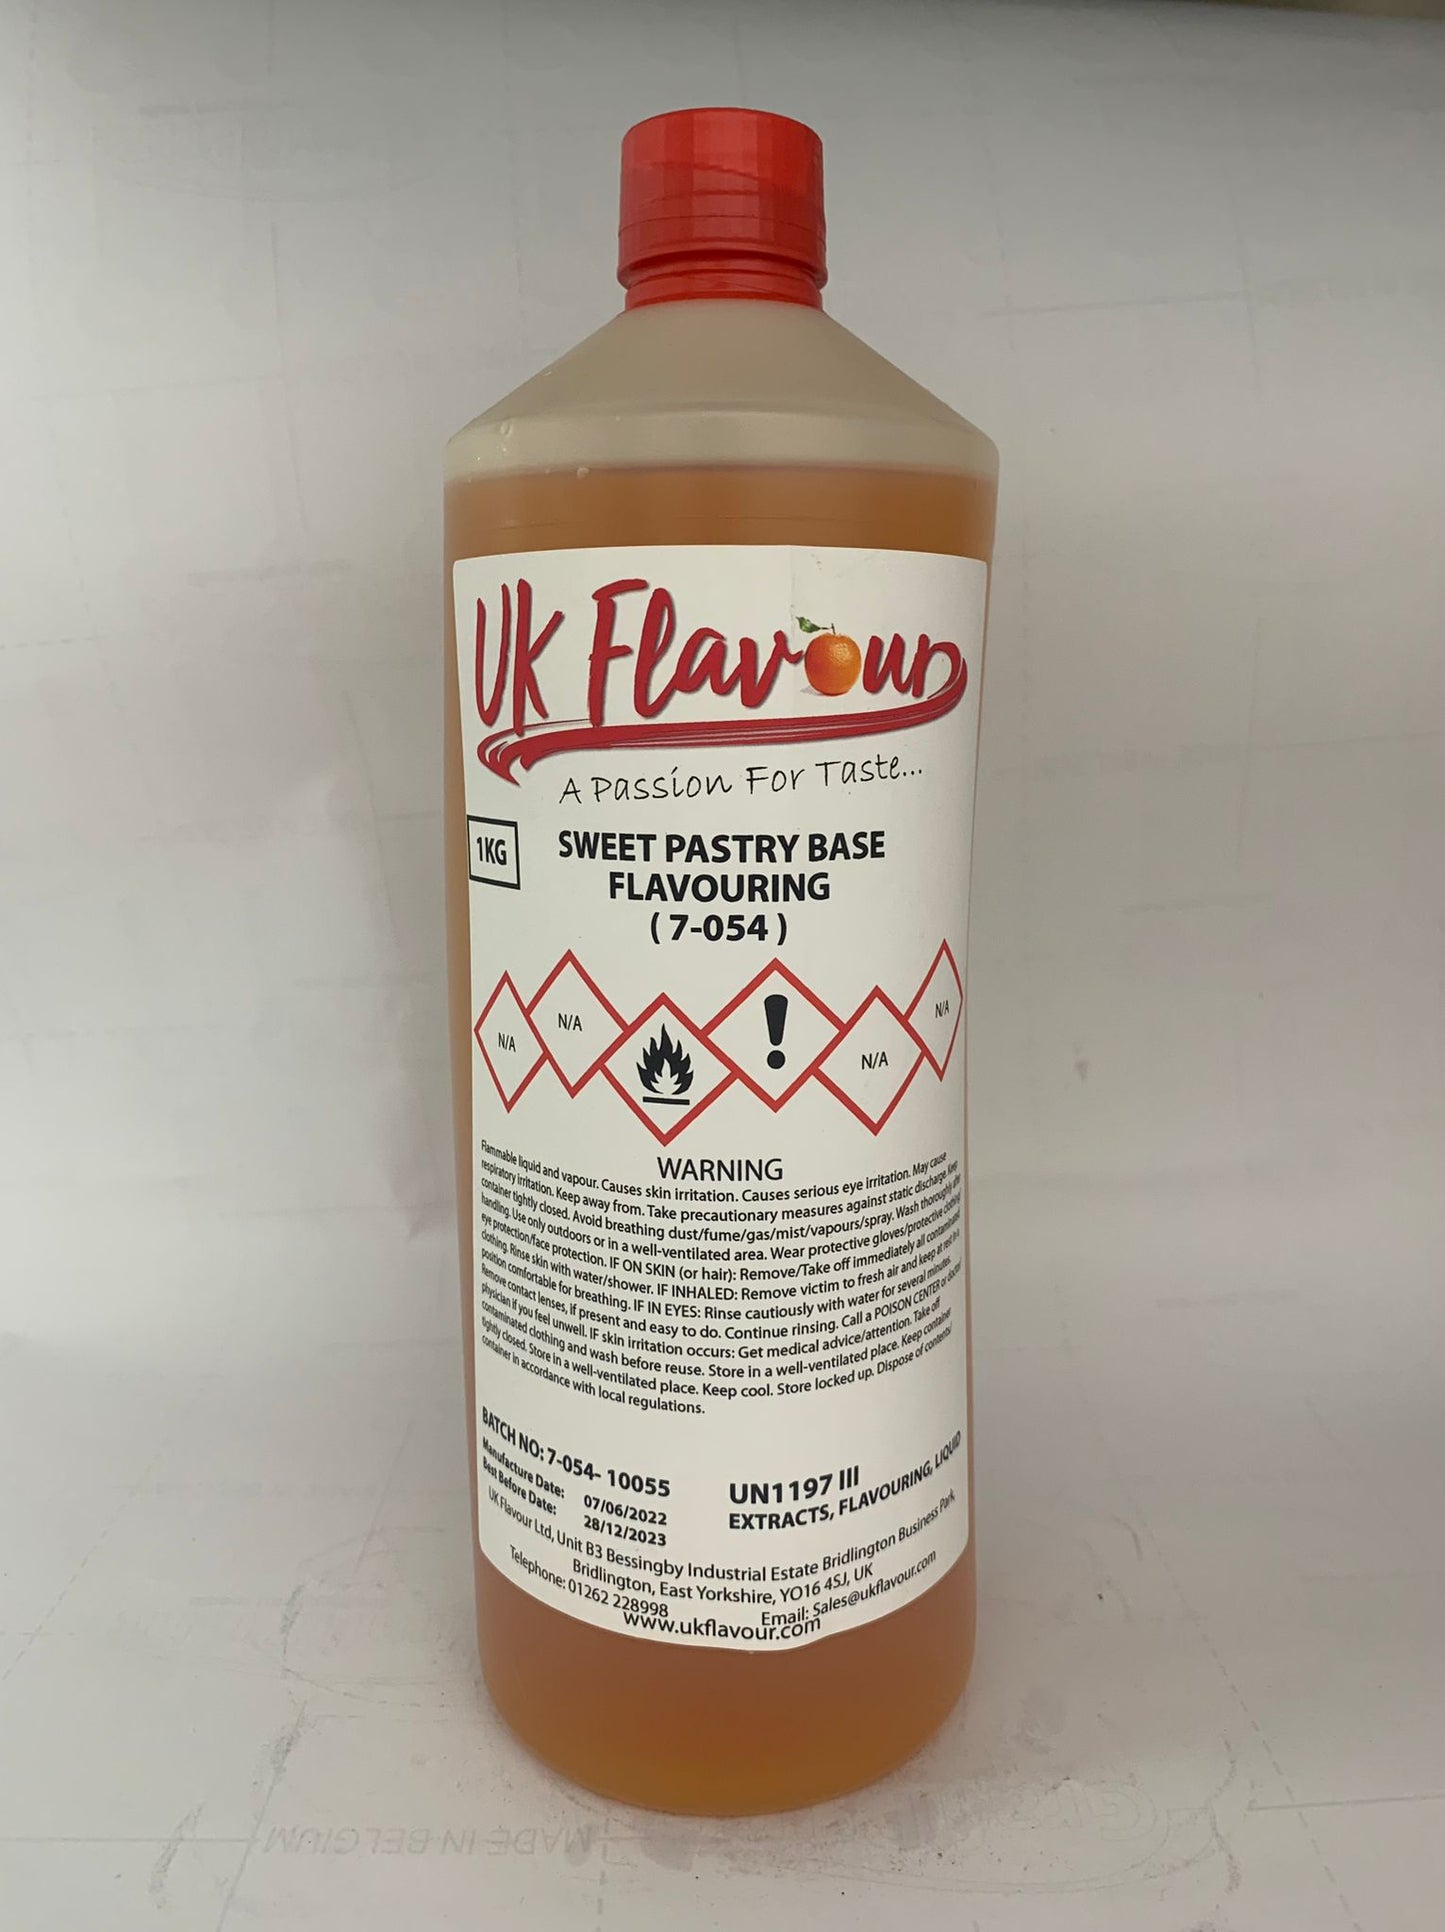 UK Flavour
A Passion For Taste...
1KG
SWEET PASTRY BASE
FLAVOURING
( 7-054 )
N/A
N/A
N/A
N/A
WARNING
Flammable liquid and vapour. Causes skin irritation. Causes serious eye irritation. May cause
respiratory irritation. Keep away from. Take precautionary measures against static discharge. Keep
container tightly closed. Avoid breathing dust/fume/gas/mist/vapours/spray. Wash thoroughly after
handling. Use only outdoors or in a well-ventilated area. Wear protective gloves/protective clothing/
eye protection/face protection. IF ON SKIN (or hair): Remove/Take off immediately all contaminated
clothing. Rinse skin with water/shower. IF INHALED: Remove victim to fresh air and keep at rest in a
position comfortable for breathing. IF IN EYES: Rinse cautiously with water for several minutes.
Remove contact lenses, if present and easy to do. Continue rinsing. Call a POISON CENTER or doctor/
physician if you feel unwell. IF skin irritation occurs: Get medical advice/attention. Take off
contaminated clothing and wash before reuse. Store in a well-ventilated place. Keep container
tightly closed. Store in a well-ventilated place. Keep cool. Store locked up. Dispose of contents/
container in accordance with local regulations.
BATCH NO: 7-054- 10055
Manufacture Date: 07/06/2022
Best Before Date: 28/12/2023
UN1197 III
EXTRACTS, FLAVOURING, LIQUID
UK Flavour Ltd, Unit B3 Bessingby Industrial Estate Bridlington Business Park,
Bridlington, East Yorkshire, YO16 4SJ, UK
Telephone: 01262 228998
Email: Sales@ukflavour.com
www.ukflavour.com
MADE IN BELGIUM